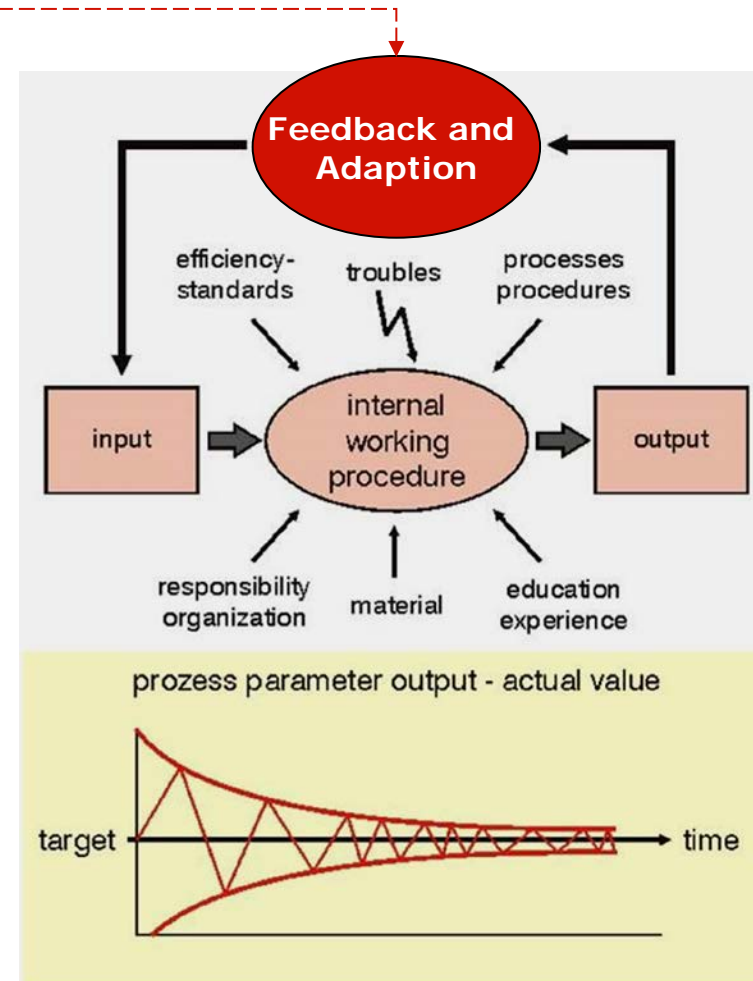 Feedback and
Adaption
efficiency-
standards
troubles
processes
procedures
input
internal
working
procedure
output
responsibility
organization
material
education
experience
prozess parameter output - actual value
target
time